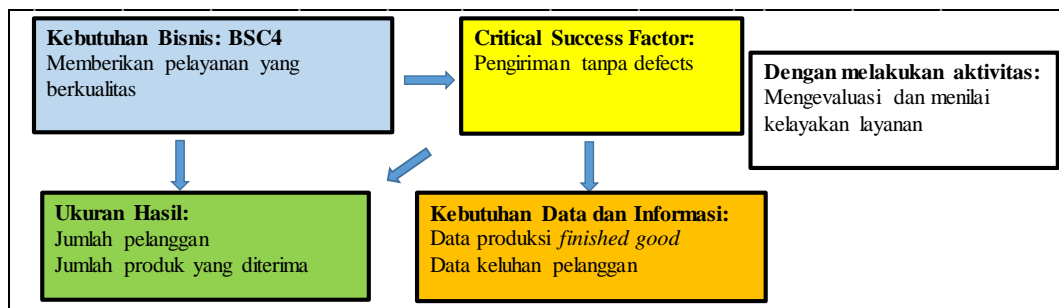 Kebutuhan Bisnis: BSC4
Memberikan pelayanan yang
berkualitas
Critical Success Factor:
Pengiriman tanpa defects
Dengan melakukan aktivitas:
Mengevaluasi dan menilai
kelayakan layanan
Ukuran Hasil:
Jumlah pelanggan
Jumlah produk yang diterima
Kebutuhan Data dan Informasi:
Data produksi finished good
Data keluhan pelanggan